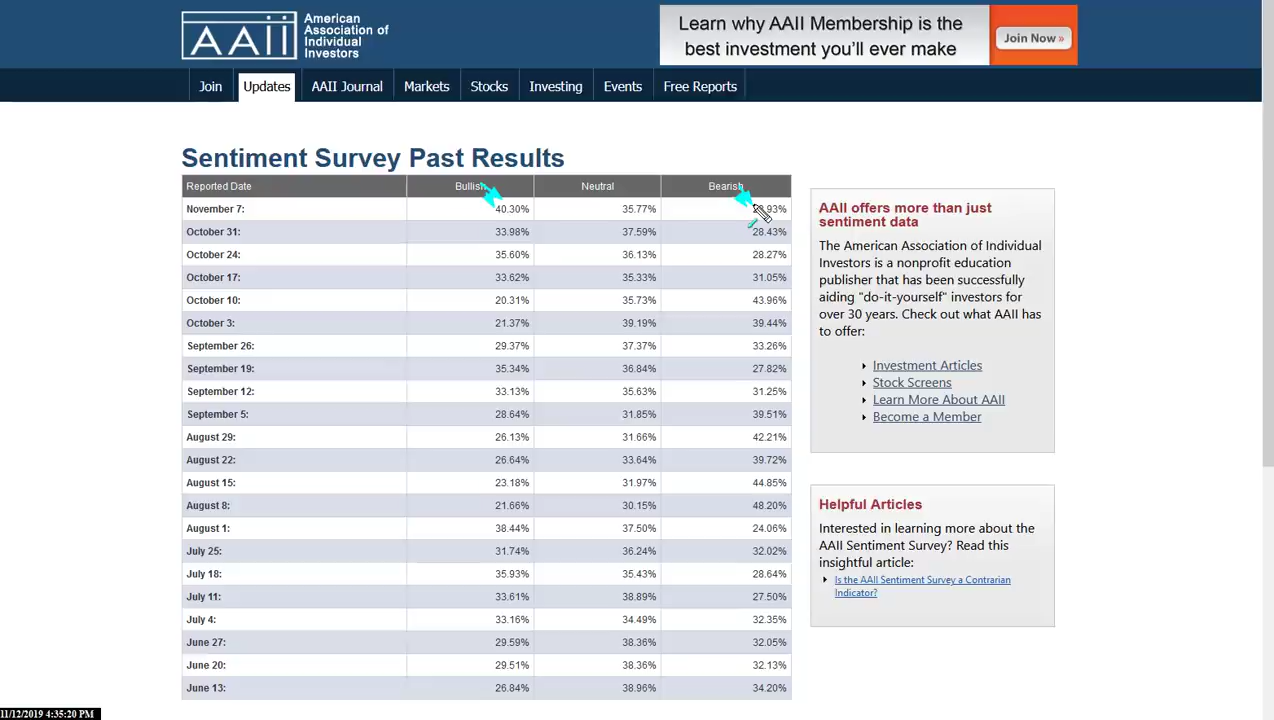 AAII
American
Association of
Individual
Investors
Learn why AAII Membership is the
best investment you'll ever make
Join Now »
Join Updates AAII Journal Markets Stocks Investing Events Free Reports
Sentiment Survey Past Results
Reported Date Bullish Neutral Bearish
November 7: 40.30% 35.77%
October 31: 33.98% 37.59% 28.43%
October 24: 35.60% 36.13% 28.27%
October 17: 33.62% 35.33% 31.05%
October 10: 20.31% 35.73% 43.96%
October 3: 21.37% 39.19% 39.44%
September 26: 29.37% 37.37% 33.26%
September 19: 35.34% 36.84% 27.82%
September 12: 33.13% 35.63% 31.25%
September 5: 28.64% 31.85% 39.51%
August 29: 26.13% 31.66% 42.21%
August 22: 26.64% 33.64% 39.72%
August 15: 23.18% 31.97% 44.85%
August 8: 21.66% 30.15% 48.20%
August 1: 38.44% 37.50% 24.06%
July 25: 31.74% 36.24% 32.02%
July 18: 35.93% 35.43% 28.64%
July 11: 33.61% 38.89% 27.50%
July 4: 33.16% 34.49% 32.35%
June 27: 29.59% 38.36% 32.05%
June 20: 29.51% 38.36% 32.13%
June 13: 26.84% 38.96% 34.20%
AAII offers more than just
sentiment data
The American Association of Individual
Investors is a nonprofit education
publisher that has been successfully
aiding "do-it-yourself" investors for
over 30 years. Check out what AAII has
to offer:
Investment Articles
Stock Screens
Learn More About AAII
Become a Member
Helpful Articles
Interested in learning more about the
AAII Sentiment Survey? Read this
insightful article:
Is the AAII Sentiment Survey a Contrarian
Indicator?
11/12/2019 4:35:20 PM